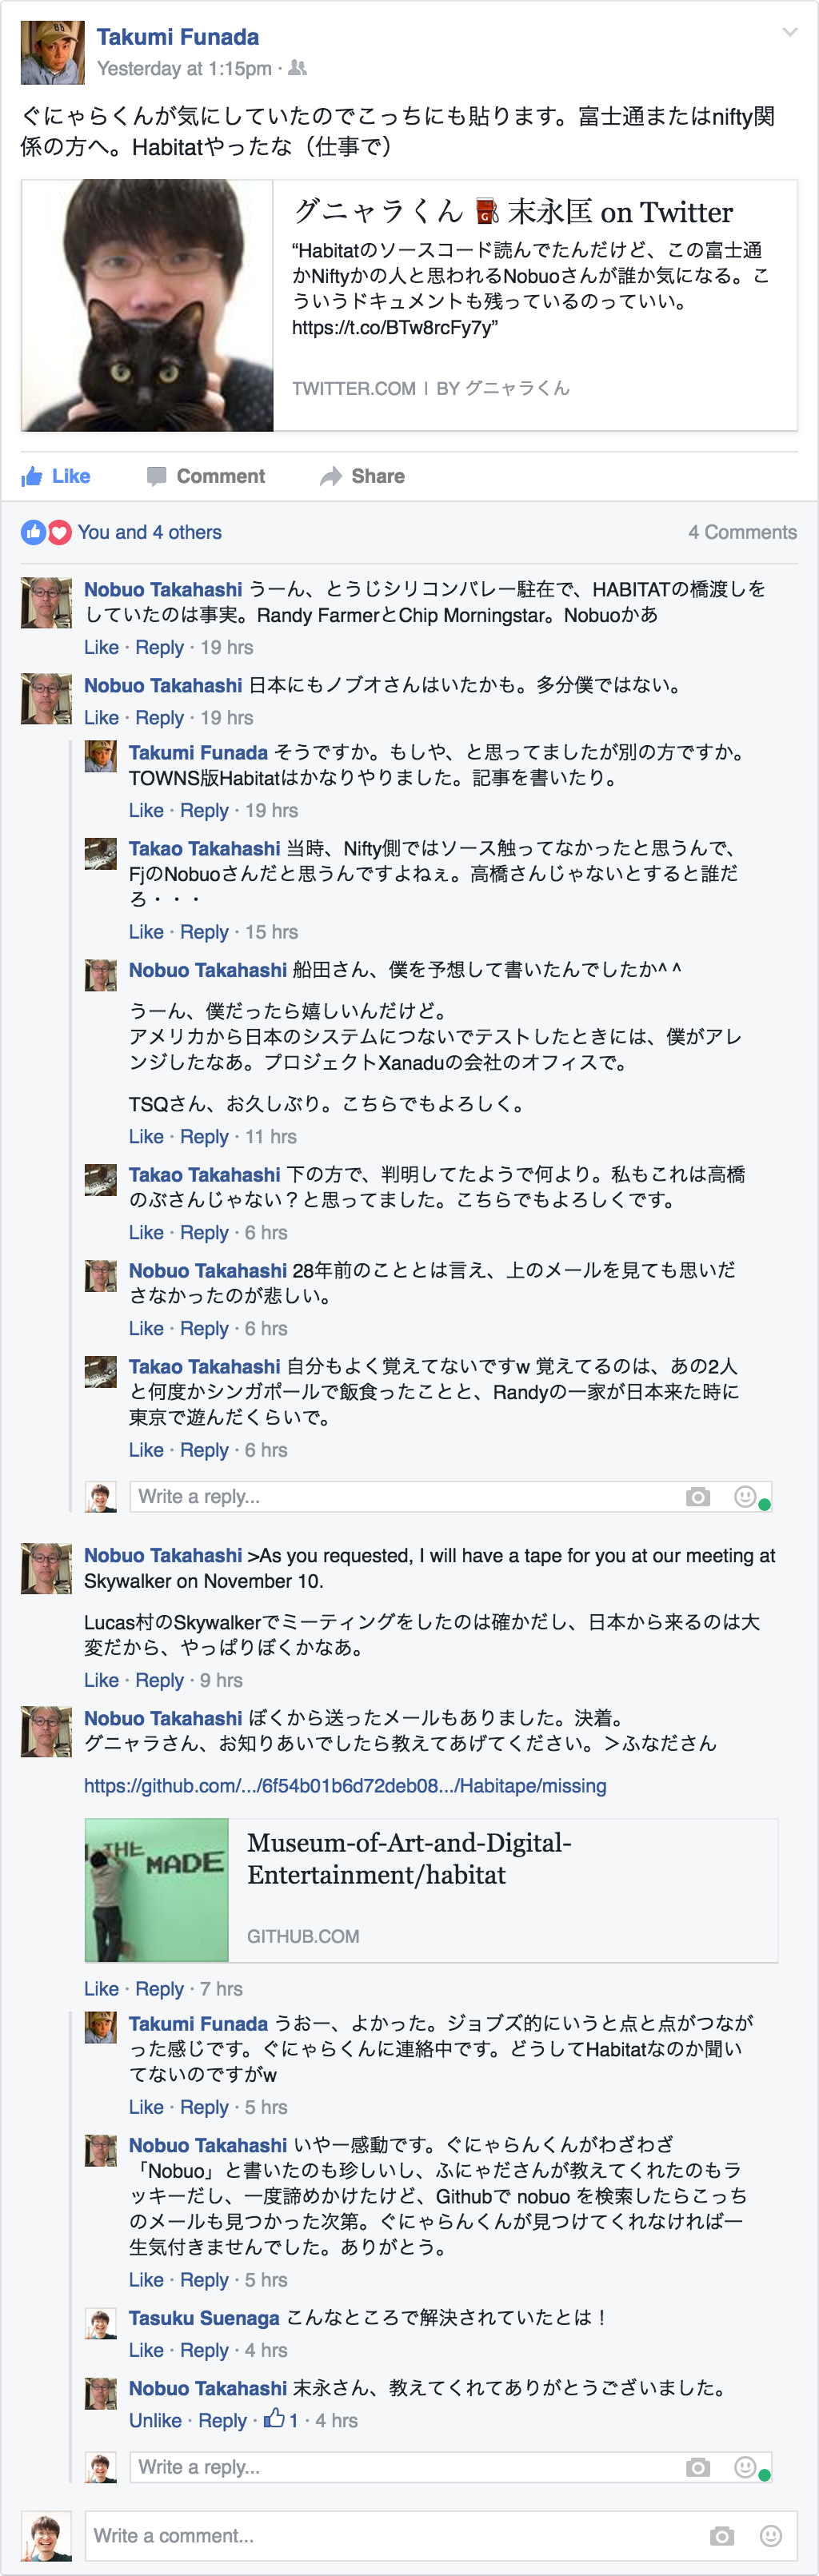 Takumi Funada
Yesterday at 1:15pm ·
ぐにゃらくんが気にしていたのでこっちにも貼ります。富士通またはnifty関
係の方へ。Habitatやったな（仕事で）
グニャラくん 末永匡 on Twitter
“Habitatのソースコード読んでたんだけど、この富士通
かNiftyかの人と思われるNobuoさんが誰か気になる。こ
ういうドキュメントも残っているのっていい。
https://t.co/BTw8rcFy7y”
TWITTER.COM | BY グニャラくん
Like Comment Share
You and 4 others 4 Comments
Nobuo Takahashi うーん、とうじシリコンバレー駐在で、HABITATの橋渡しを
していたのは事実。Randy FarmerとChip Morningstar。Nobuoかあ
Like · Reply · 19 hrs
Nobuo Takahashi 日本にもノブオさんはいたかも。多分僕ではない。
Like · Reply · 19 hrs
Takumi Funada そうですか。もしや、と思ってましたが別の方ですか。
TOWNS版Habitatはかなりやりました。記事を書いたり。
Like · Reply · 19 hrs
Takao Takahashi 当時、Nifty側ではソース触ってなかったと思うんで、
FjのNobuoさんだと思うんですよねぇ。高橋さんじゃないとすると誰だ
ろ・・・
Like · Reply · 15 hrs
Nobuo Takahashi 船田さん、僕を予想して書いたんでしたか^ ^
うーん、僕だったら嬉しいんだけど。
アメリカから日本のシステムにつないでテストしたときには、僕がアレ
ンジしたなあ。プロジェクトXanaduの会社のオフィスで。
TSQさん、お久しぶり。こちらでもよろしく。
Like · Reply · 11 hrs
Takao Takahashi 下の方で、判明してたようで何より。私もこれは高橋
のぶさんじゃない？と思ってました。こちらでもよろしくです。
Like · Reply · 6 hrs
Nobuo Takahashi 28年前のこととは言え、上のメールを見ても思いだ
さなかったのが悲しい。
Like · Reply · 6 hrs
Takao Takahashi 自分もよく覚えてないですw 覚えてるのは、あの2人
と何度かシンガポールで飯食ったことと、Randyの一家が日本来た時に
東京で遊んだくらいで。
Like · Reply · 6 hrs
Write a reply...
Nobuo Takahashi >As you requested, I will have a tape for you at our meeting at
Skywalker on November 10.
Lucas村のSkywalkerでミーティングをしたのは確かだし、日本から来るのは大
変だから、やっぱりぼくかなあ。
Like · Reply · 9 hrs
Nobuo Takahashi ぼくから送ったメールもありました。決着。
グニャラさん、お知りあいでしたら教えてあげてください。＞ふなださん
https://github.com/.../6f54b01b6d72deb08.../Habitape/missing
THE
MADE
Museum-of-Art-and-Digital-
Entertainment/habitat
GITHUB.COM
Like · Reply · 7 hrs
Takumi Funada うおー、よかった。ジョブズ的にいうと点と点がつなが
った感じです。ぐにゃらくんに連絡中です。どうしてHabitatなのか聞い
てないのですがw
Like · Reply · 5 hrs
Nobuo Takahashi いやー感動です。ぐにゃらんくんがわざわざ
「Nobuo」と書いたのも珍しいし、ふにゃださんが教えてくれたのもラ
ッキーだし、一度諦めかけたけど、Githubで nobuo を検索したらこっち
のメールも見つかった次第。ぐにゃらんくんが見つけてくれなければ一
生気付きませんでした。ありがとう。
Like · Reply · 5 hrs
Tasuku Suenaga こんなところで解決されていたとは！
Like · Reply · 4 hrs
Nobuo Takahashi 末永さん、教えてくれてありがとうございました。
Unlike · Reply · 1 · 4 hrs
Write a reply...
Write a comment...